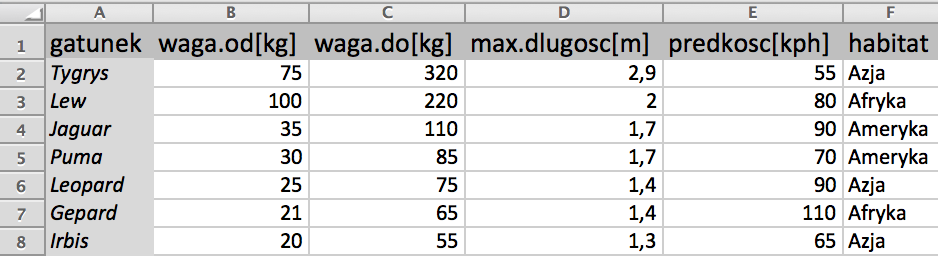 A B C D E F
1 gatunek waga.od[kg] waga.do[kg] max.dlugosc[m] predkosc[kph] habitat
2 Tygrys 75 320 2,9 55 Azja
3 Lew 100 220 2 80 Afryka
4 Jaguar 35 110 1,7 90 Ameryka
5 Puma 30 85 1,7 70 Ameryka
6 Leopard 25 75 1,4 90 Azja
7 Gepard 21 65 1,4 110 Afryka
8 Irbis 20 55 1,3 65 Azja